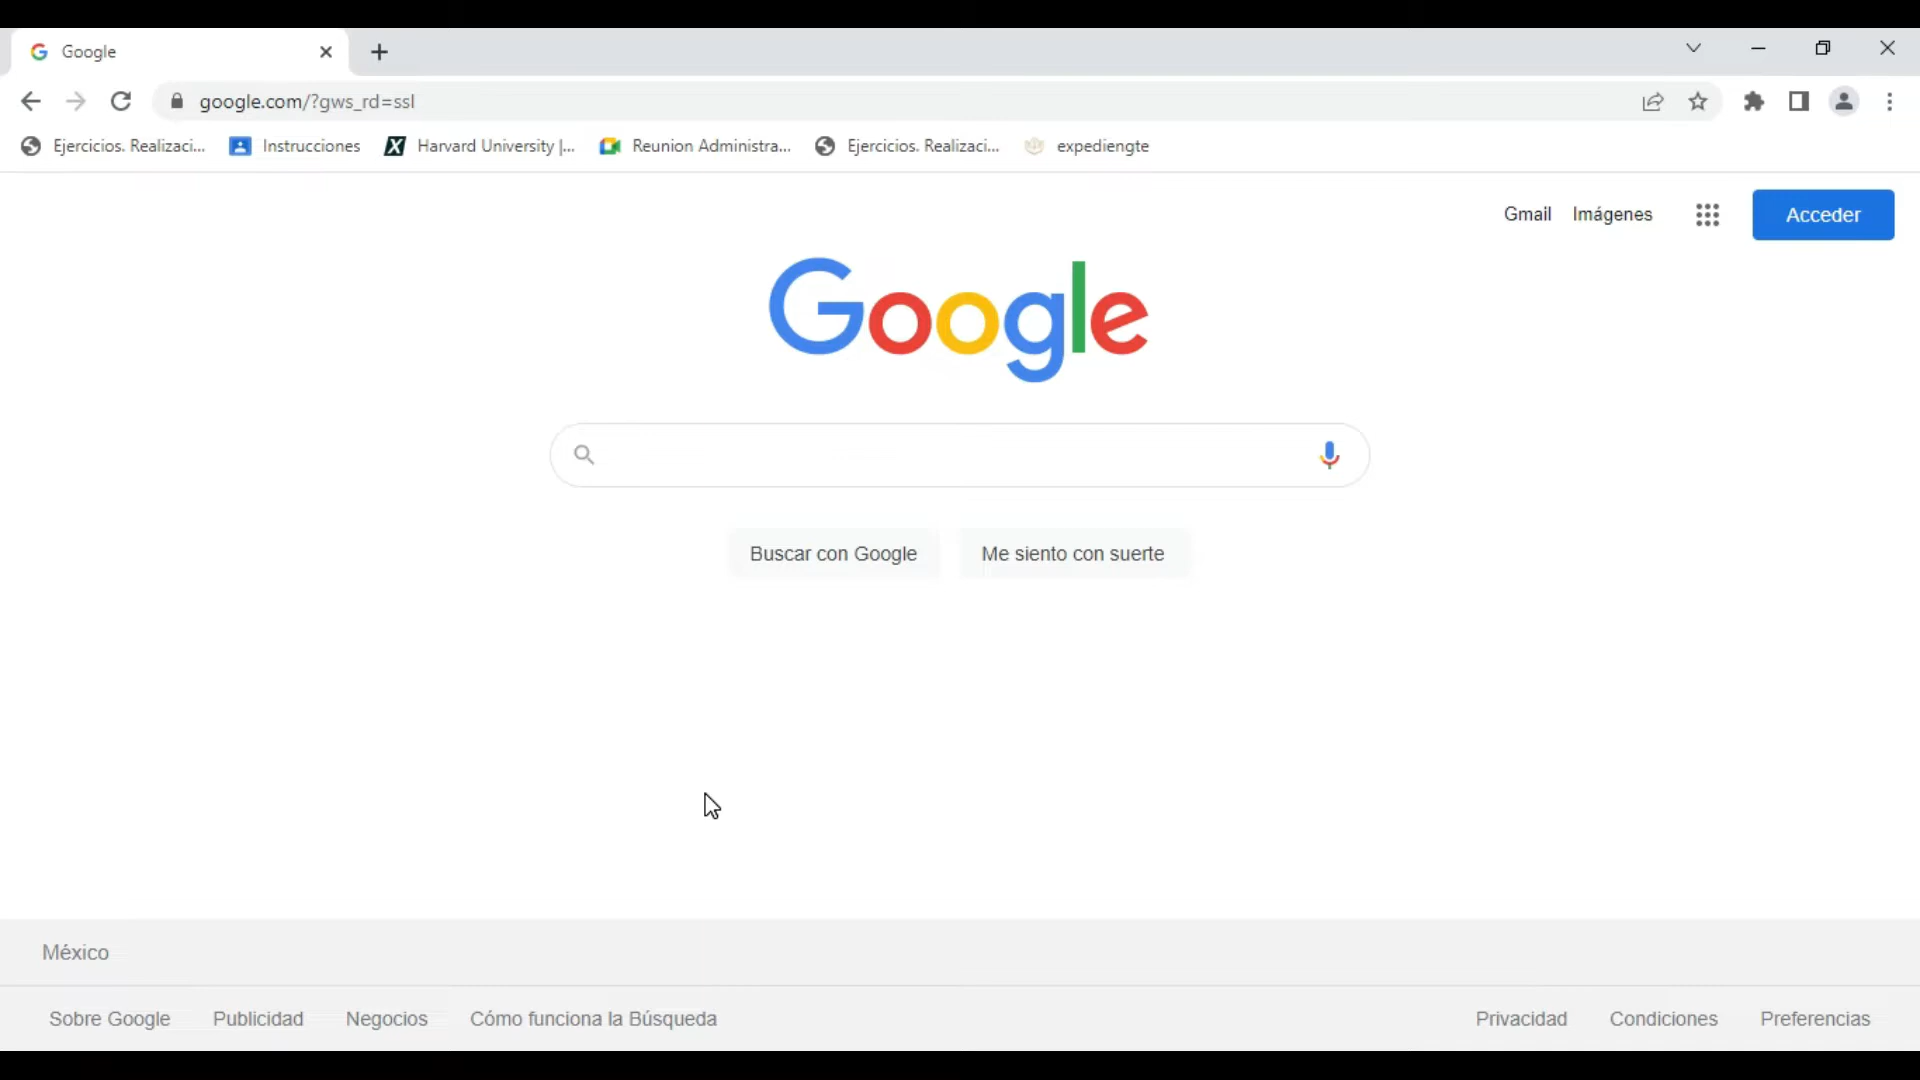 Google
google.com/?gws_rd=ssl
Ejercicios. Realizaci... Instrucciones Harvard University |... Reunion Administra... Ejercicios. Realizaci... expediengte
Gmail Imágenes Acceder
Google
Buscar con Google Me siento con suerte
México
Sobre Google Publicidad Negocios Cómo funciona la Búsqueda Privacidad Condiciones Preferencias